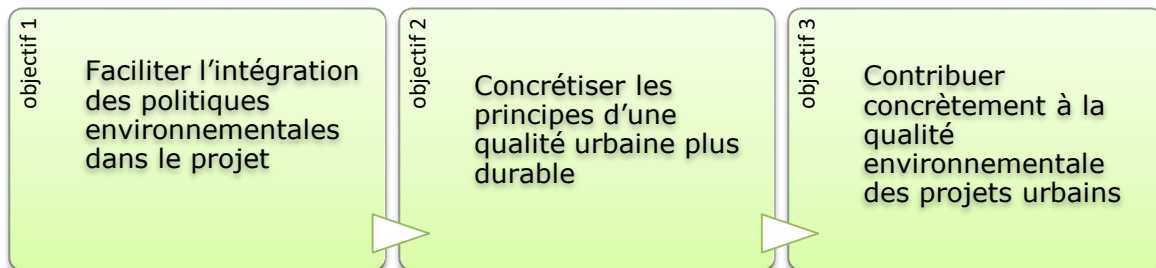 objectif 1
Faciliter l’intégration
des politiques
environnementales
dans le projet
objectif 2
Concrétiser les
principes d’une
qualité urbaine plus
durable
objectif 3
Contribuer
concrètement à la
qualité
environnementale
des projets urbains